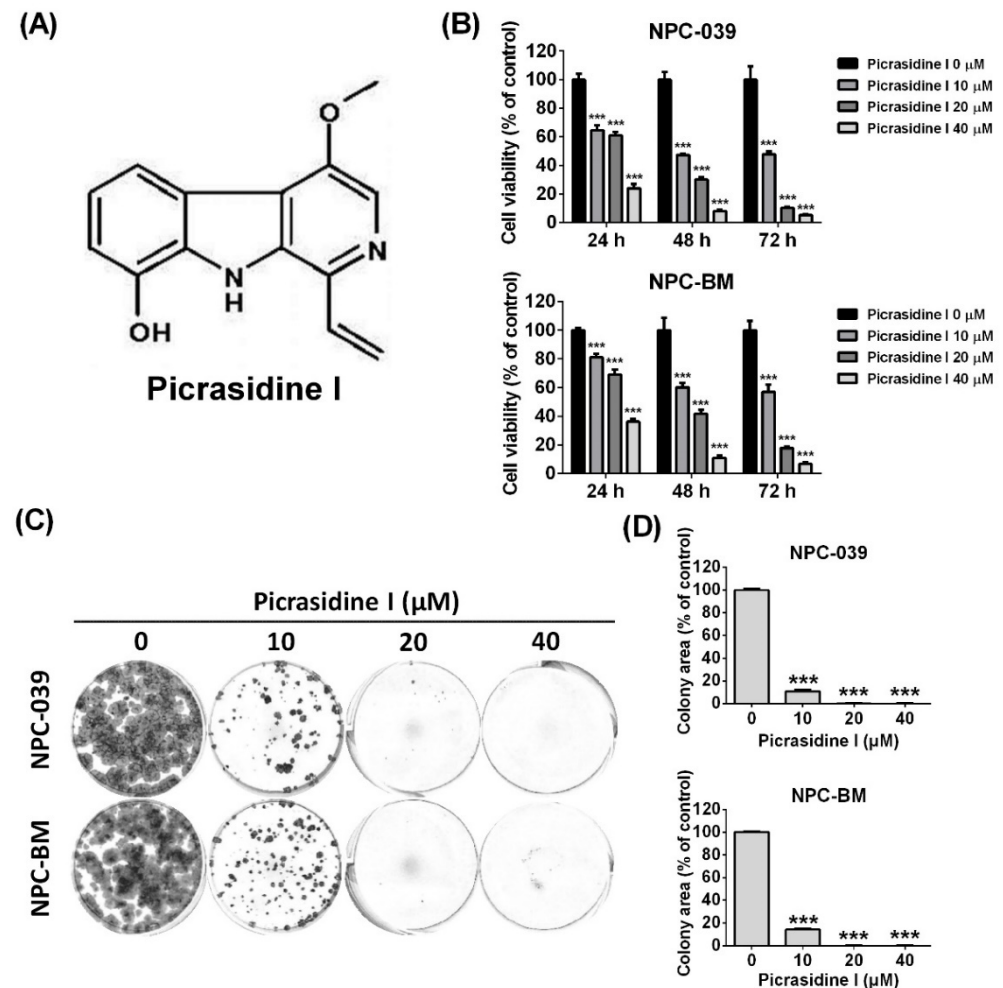 (A)
O
N
N
H
OH
Picrasidine I
(B)
NPC-039
Cell viability (% of control)
120
100
80
60
40
20
0
*** *** ***
*** *** ***
*** *** ***
24 h 48 h 72 h
Picrasidine I 0 μM
Picrasidine I 10 μM
Picrasidine I 20 μM
Picrasidine I 40 μM
NPC-BM
Cell viability (% of control)
120
100
80
60
40
20
0
*** *** ***
*** *** ***
*** *** ***
24 h 48 h 72 h
Picrasidine I 0 μM
Picrasidine I 10 μM
Picrasidine I 20 μM
Picrasidine I 40 μM
(C)
Picrasidine I (μM)
0 10 20 40
NPC-039
NPC-BM
(D)
NPC-039
Colony area (% of control)
120
100
80
60
40
20
0
*** *** ***
0 10 20 40
Picrasidine I (μM)
NPC-BM
Colony area (% of control)
120
100
80
60
40
20
0
*** *** ***
0 10 20 40
Picrasidine I (μM)